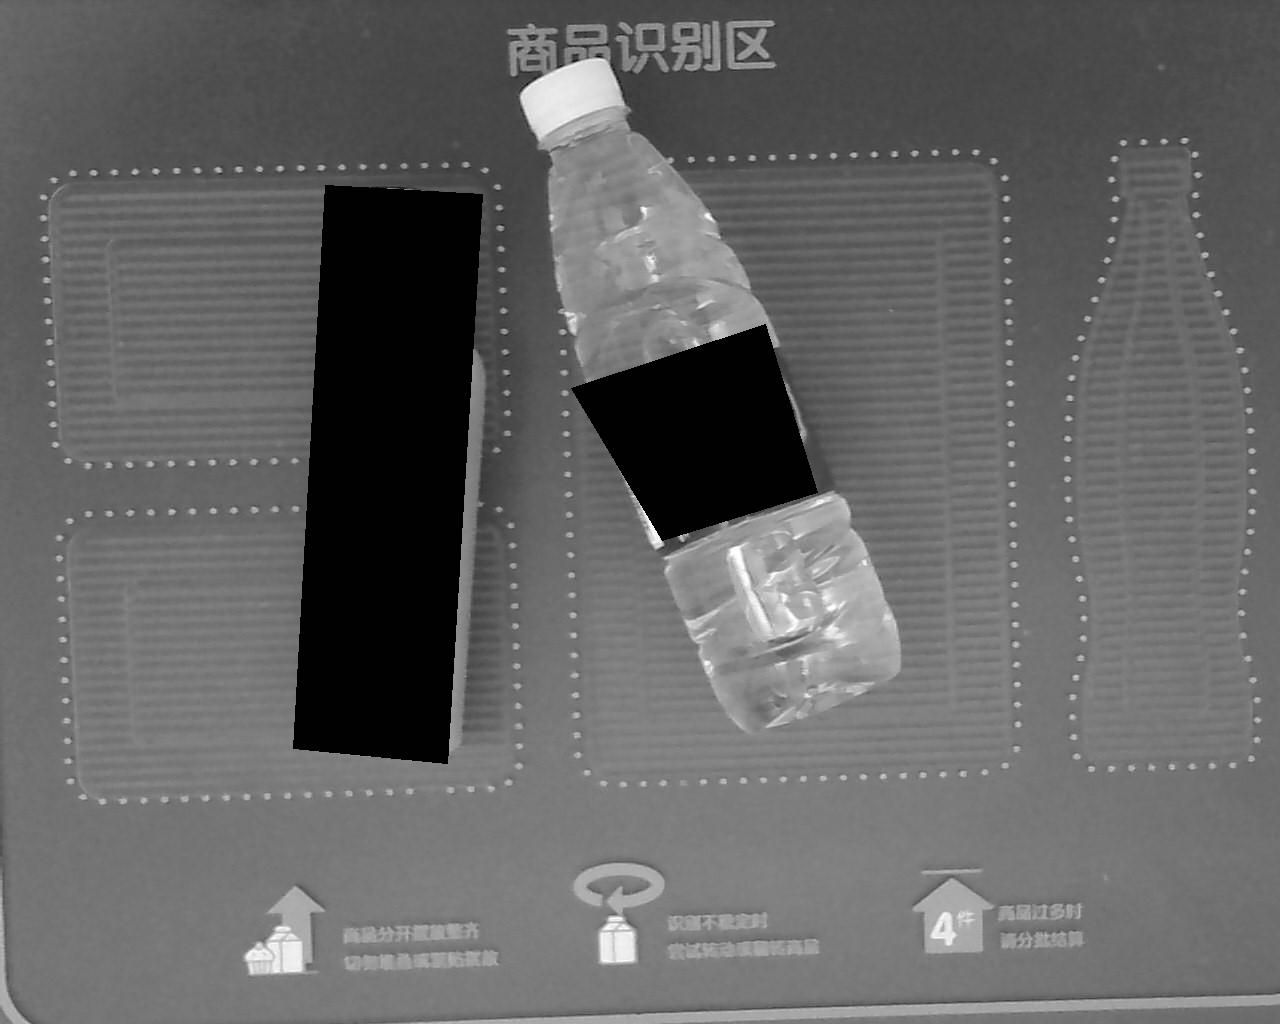 商品识别区
商品分开摆放整齐
切勿堆叠或紧贴摆放
识别不稳定时
尝试转动或翻转商品
4件
商品过多时
请分批结算